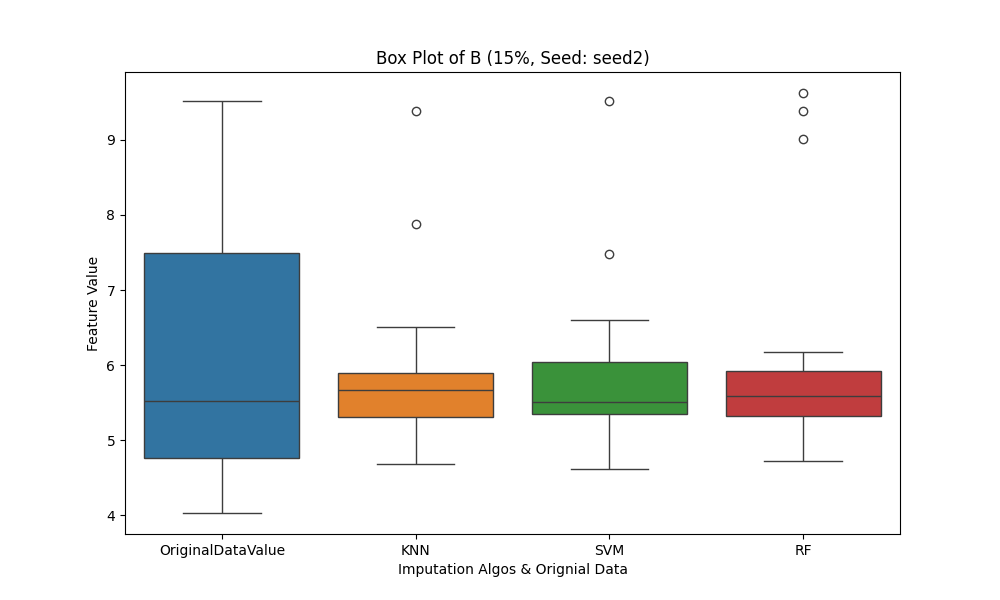 Box Plot of B (15%, Seed: seed2)
Feature Value
9
8
7
6
5
4
OriginalDataValue KNN SVM RF
Imputation Algos & Orignial Data